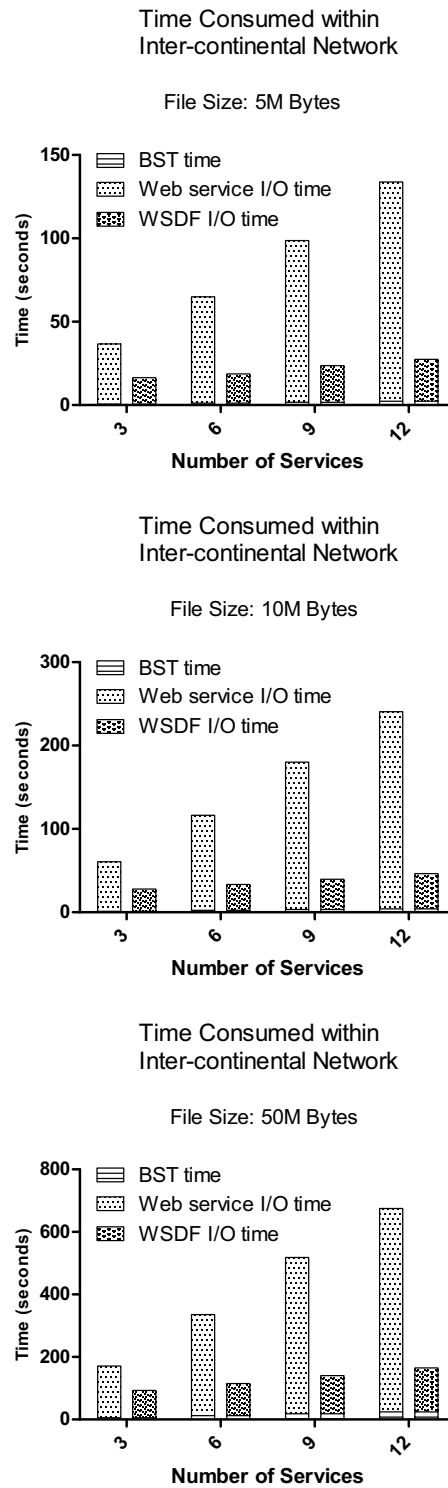 Time Consumed within
Inter-continental Network
File Size: 5M Bytes
150
100
50
0
Time (seconds)
BST time
Web service I/O time
WSDF I/O time
3
6
9
12
Number of Services
Time Consumed within
Inter-continental Network
File Size: 10M Bytes
300
200
100
0
Time (seconds)
BST time
Web service I/O time
WSDF I/O time
3
6
9
12
Number of Services
Time Consumed within
Inter-continental Network
File Size: 50M Bytes
800
600
400
200
0
Time (seconds)
BST time
Web service I/O time
WSDF I/O time
3
6
9
12
Number of Services